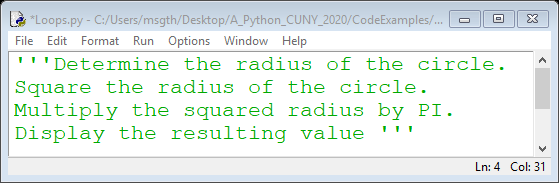 *Loops.py - C:/Users/msgth/Desktop/A_Python_CUNY_2020/CodeExamples/...
File Edit Format Run Options Window Help
'''Determine the radius of the circle.
Square the radius of the circle.
Multiply the squared radius by PI.
Display the resulting value '''
Ln: 4 Col: 31